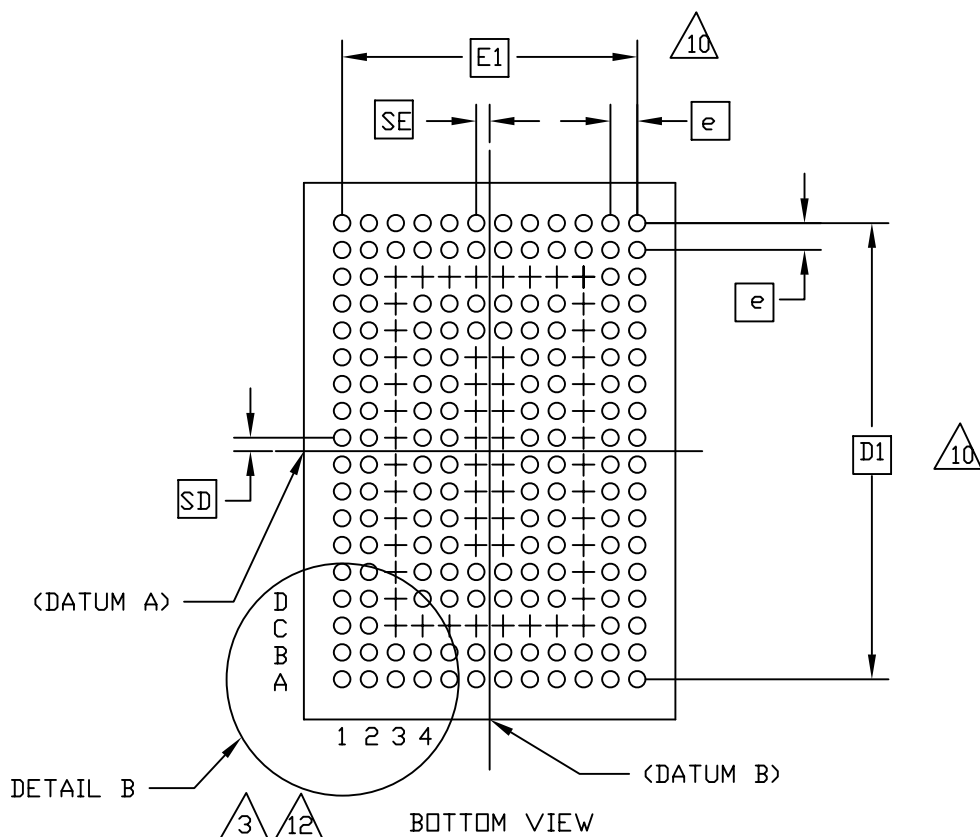 10
E1
SE
e
e
D1
10
SD
(DATUM A)
D
C
B
A
1 2 3 4
DETAIL B
(DATUM B)
3 12
BOTTOM VIEW